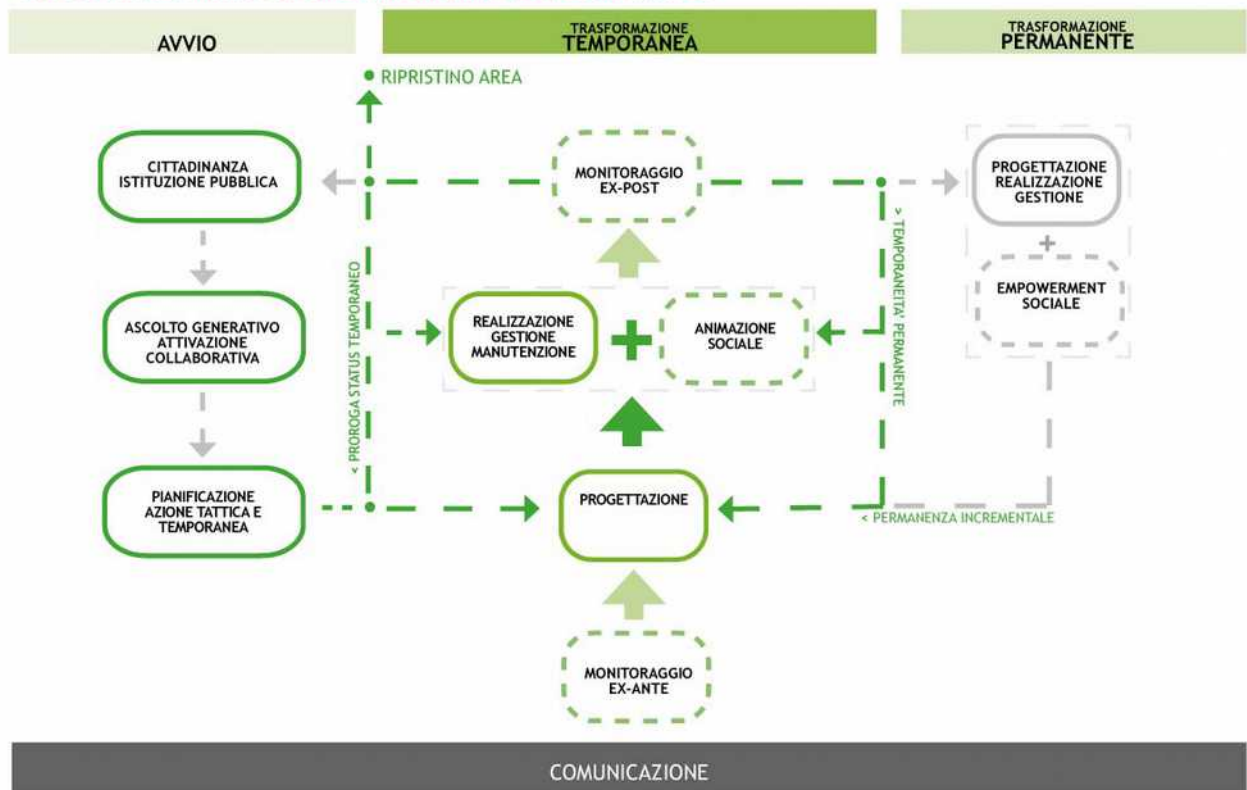 AVVIO
TRASFORMAZIONE
TEMPORANEA
TRASFORMAZIONE
PERMANENTE
RIPRISTINO AREA
CITTADINANZA
ISTITUZIONE PUBBLICA
MONITORAGGIO
EX-POST
PROGETTAZIONE
REALIZZAZIONE
GESTIONE
+
EMPOWERMENT
SOCIALE
< PROROGA STATUS TEMPORANEO
> TEMPORANEITA' PERMANENTE
ASCOLTO GENERATIVO
ATTIVAZIONE
COLLABORATIVA
REALIZZAZIONE
GESTIONE
MANUTENZIONE
+
ANIMAZIONE
SOCIALE
PIANIFICAZIONE
AZIONE TATTICA E
TEMPORANEA
PROGETTAZIONE
< PERMANENZA INCREMENTALE
MONITORAGGIO
EX-ANTE
COMUNICAZIONE